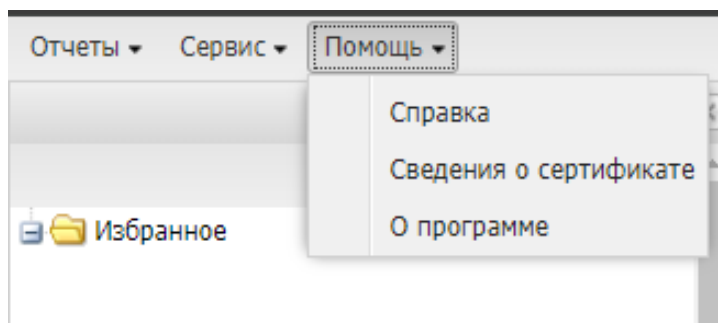 Отчеты Сервис Помощь
Справка
Сведения о сертификате
О программе
Избранное